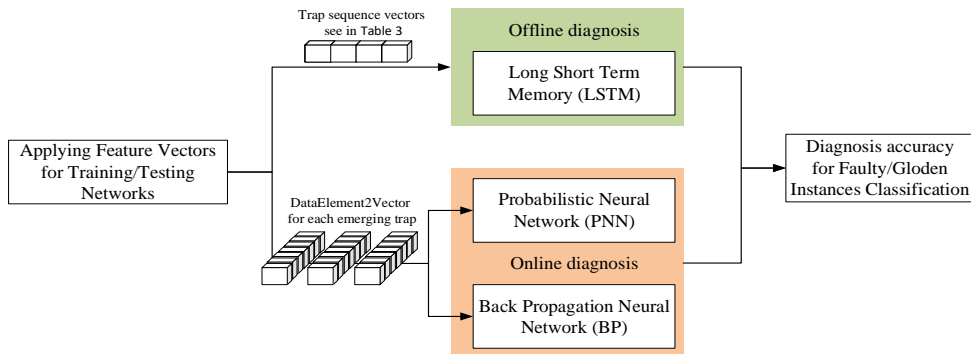 Trap sequence vectors
see in Table 3
Offline diagnosis
Long Short Term
Memory (LSTM)
Applying Feature Vectors
for Training/Testing
Networks
Diagnosis accuracy
for Faulty/Gloden
Instances Classification
DataElement2Vector
for each emerging trap
Probabilistic Neural
Network (PNN)
Online diagnosis
Back Propagation Neural
Network (BP)